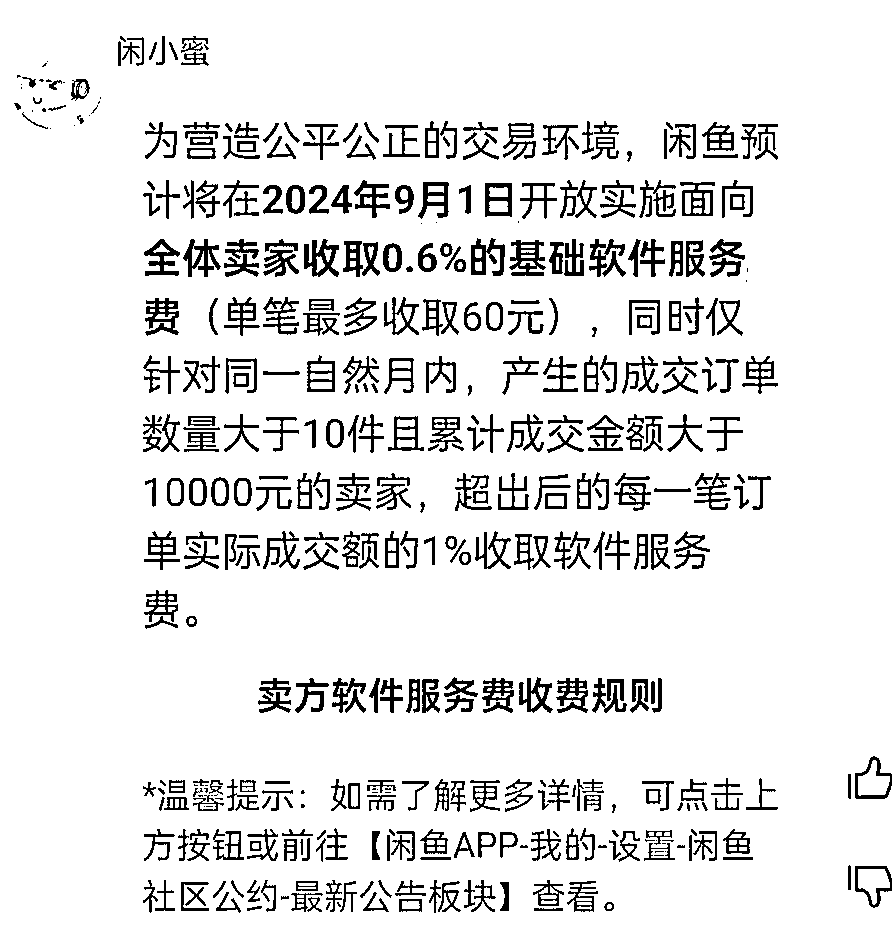 闲小蜜
为营造公平公正的交易环境，闲鱼预
计将在2024年9月1日开放实施面向
全体卖家收取0.6%的基础软件服务
费（单笔最多收取60元），同时仅
针对同一自然月内，产生的成交订单
数量大于10件且累计成交金额大于
10000元的卖家，超出后的每一笔订
单实际成交额的1%收取软件服务
费。
卖方软件服务费收费规则
*温馨提示：如需了解更多详情，可点击上
方按钮或前往【闲鱼APP-我的-设置-闲鱼
社区公约-最新公告板块】查看。